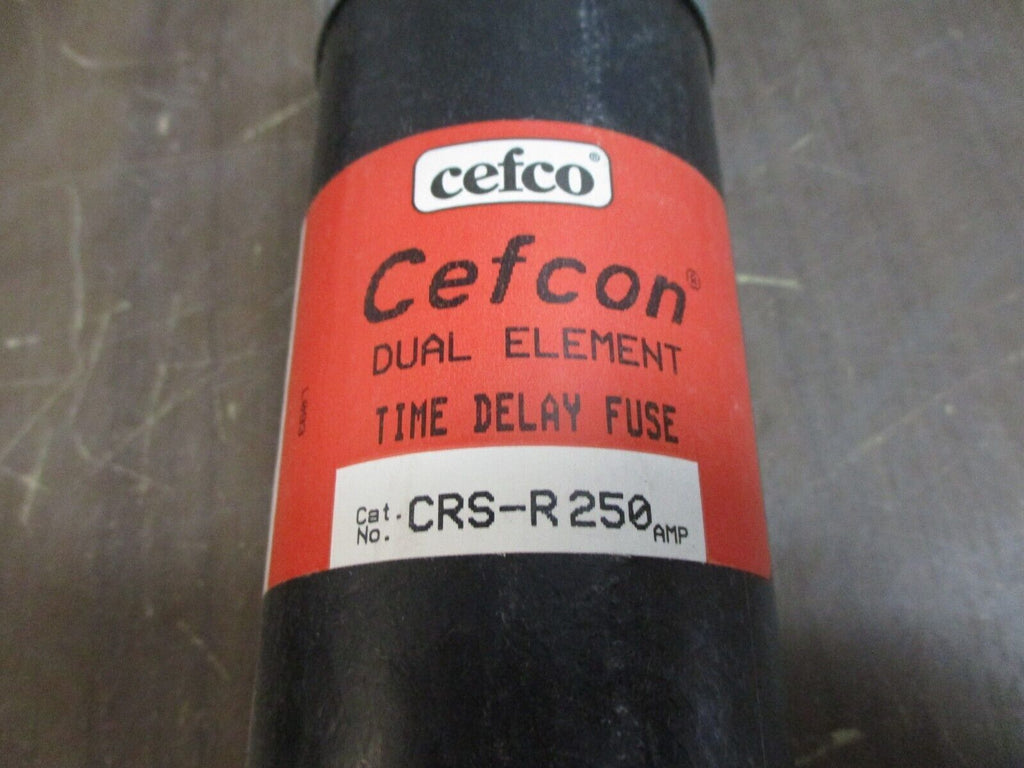 cefco®
Cefcon®
DUAL ELEMENT
TIME DELAY FUSE
Cat. No. CRS-R 250 AMP